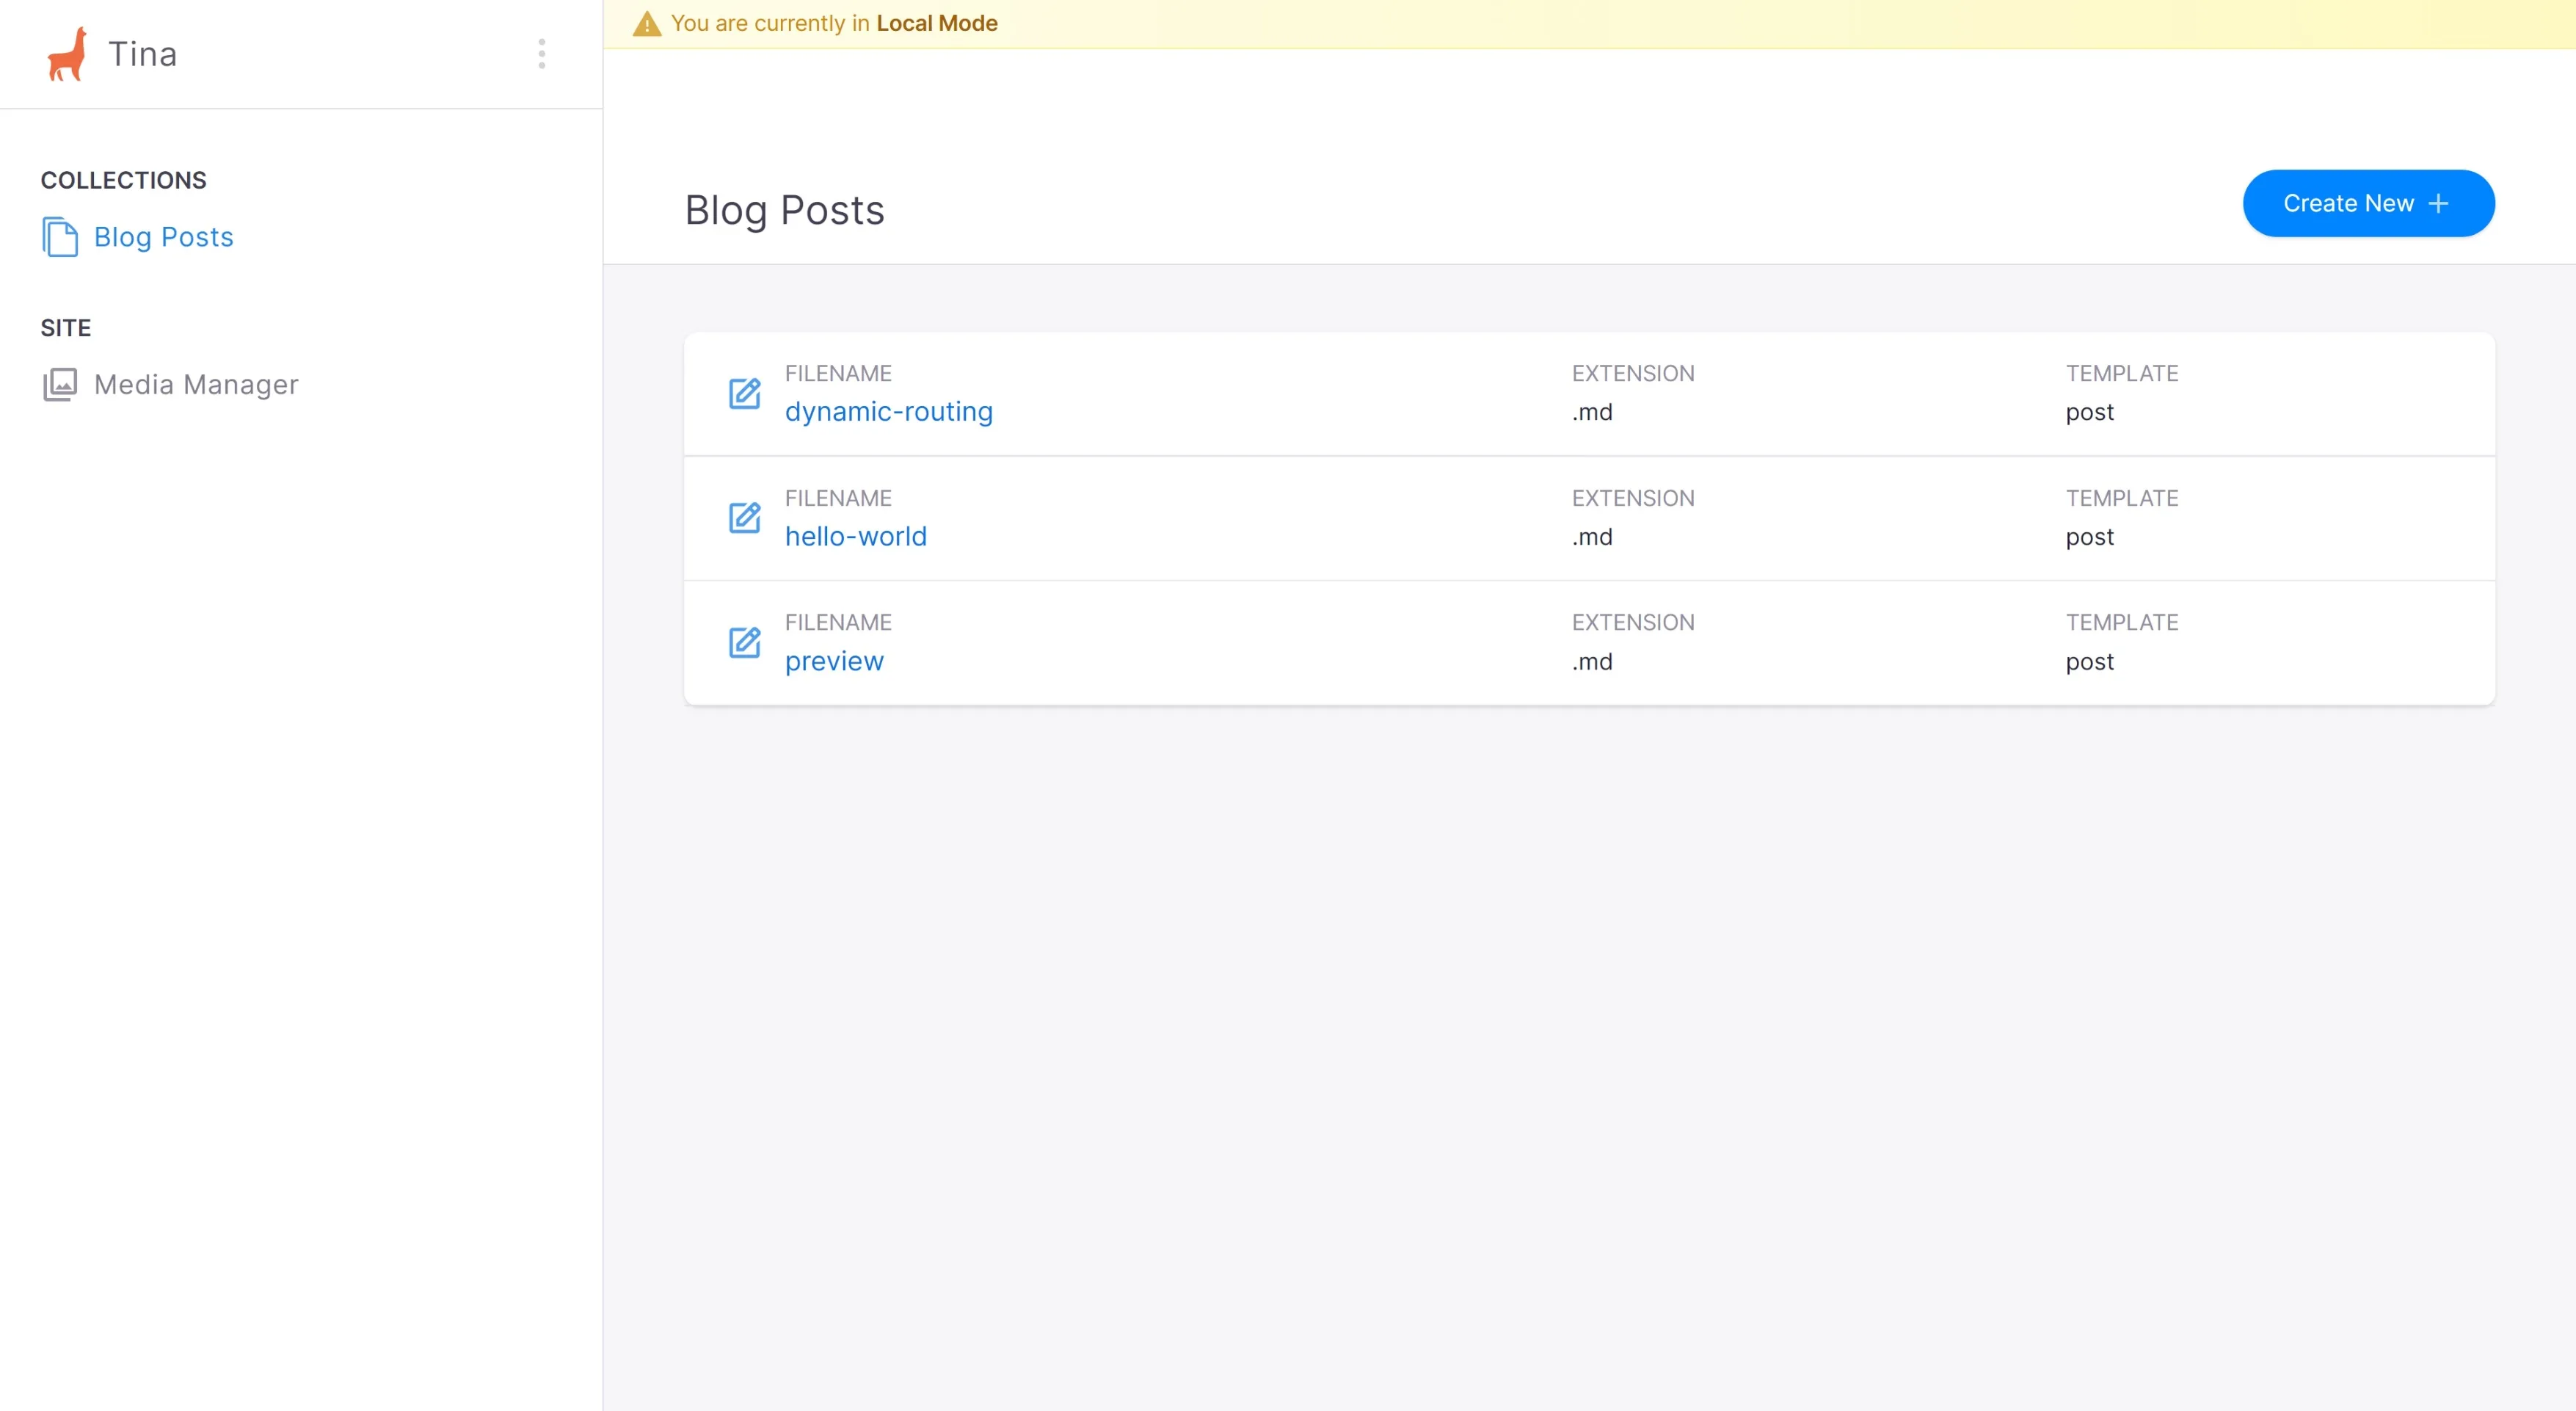 Tina
You are currently in Local Mode
COLLECTIONS
Blog Posts
SITE
Media Manager
Blog Posts
Create New
FILENAME EXTENSION TEMPLATE
dynamic-routing .md post
FILENAME EXTENSION TEMPLATE
hello-world .md post
FILENAME EXTENSION TEMPLATE
preview .md post